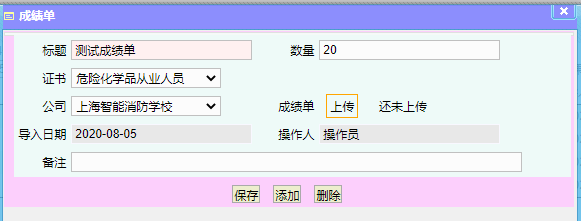 成绩单
标题 测试成绩单 数量 20
证书 危险化学品从业人员
公司 上海智能消防学校 成绩单 上传 还未上传
导入日期 2020-08-05 操作人 操作员
备注
保存 添加 删除